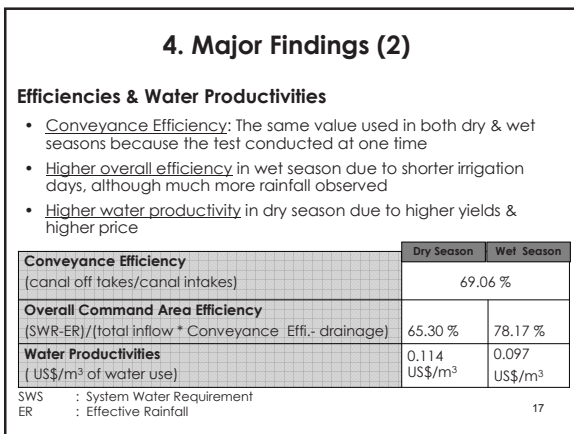 4. Major Findings (2)
Efficiencies & Water Productivities
• Conveyance Efficiency: The same value used in both dry & wet
seasons because the test conducted at one time
• Higher overall efficiency in wet season due to shorter irrigation
days, although much more rainfall observed
• Higher water productivity in dry season due to higher yields &
higher price
Dry Season Wet Season
Conveyance Efficiency
(canal off takes/canal intakes) 69.06 %
Overall Command Area Efficiency
(SWR-ER)/(total inflow * Conveyance Effi.- drainage) 65.30 % 78.17 %
Water Productivities 0.114 0.097
( US$/m³ of water use) US$/m³ US$/m³
SWS : System Water Requirement
ER : Effective Rainfall
17